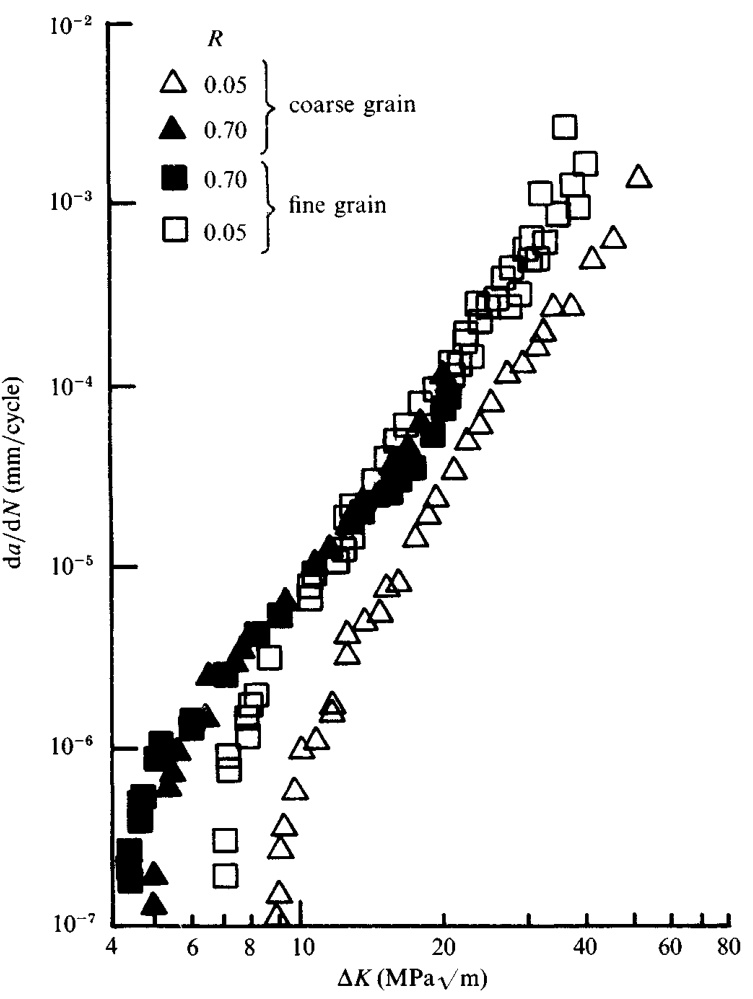 10⁻²
R
0.05
coarse grain
0.70
0.70
fine grain
0.05
10⁻³
10⁻⁴
10⁻⁵
10⁻⁶
10⁻⁷
da/dN (mm/cycle)
4 6 8 10 20 40 60 80
ΔK (MPa√m)